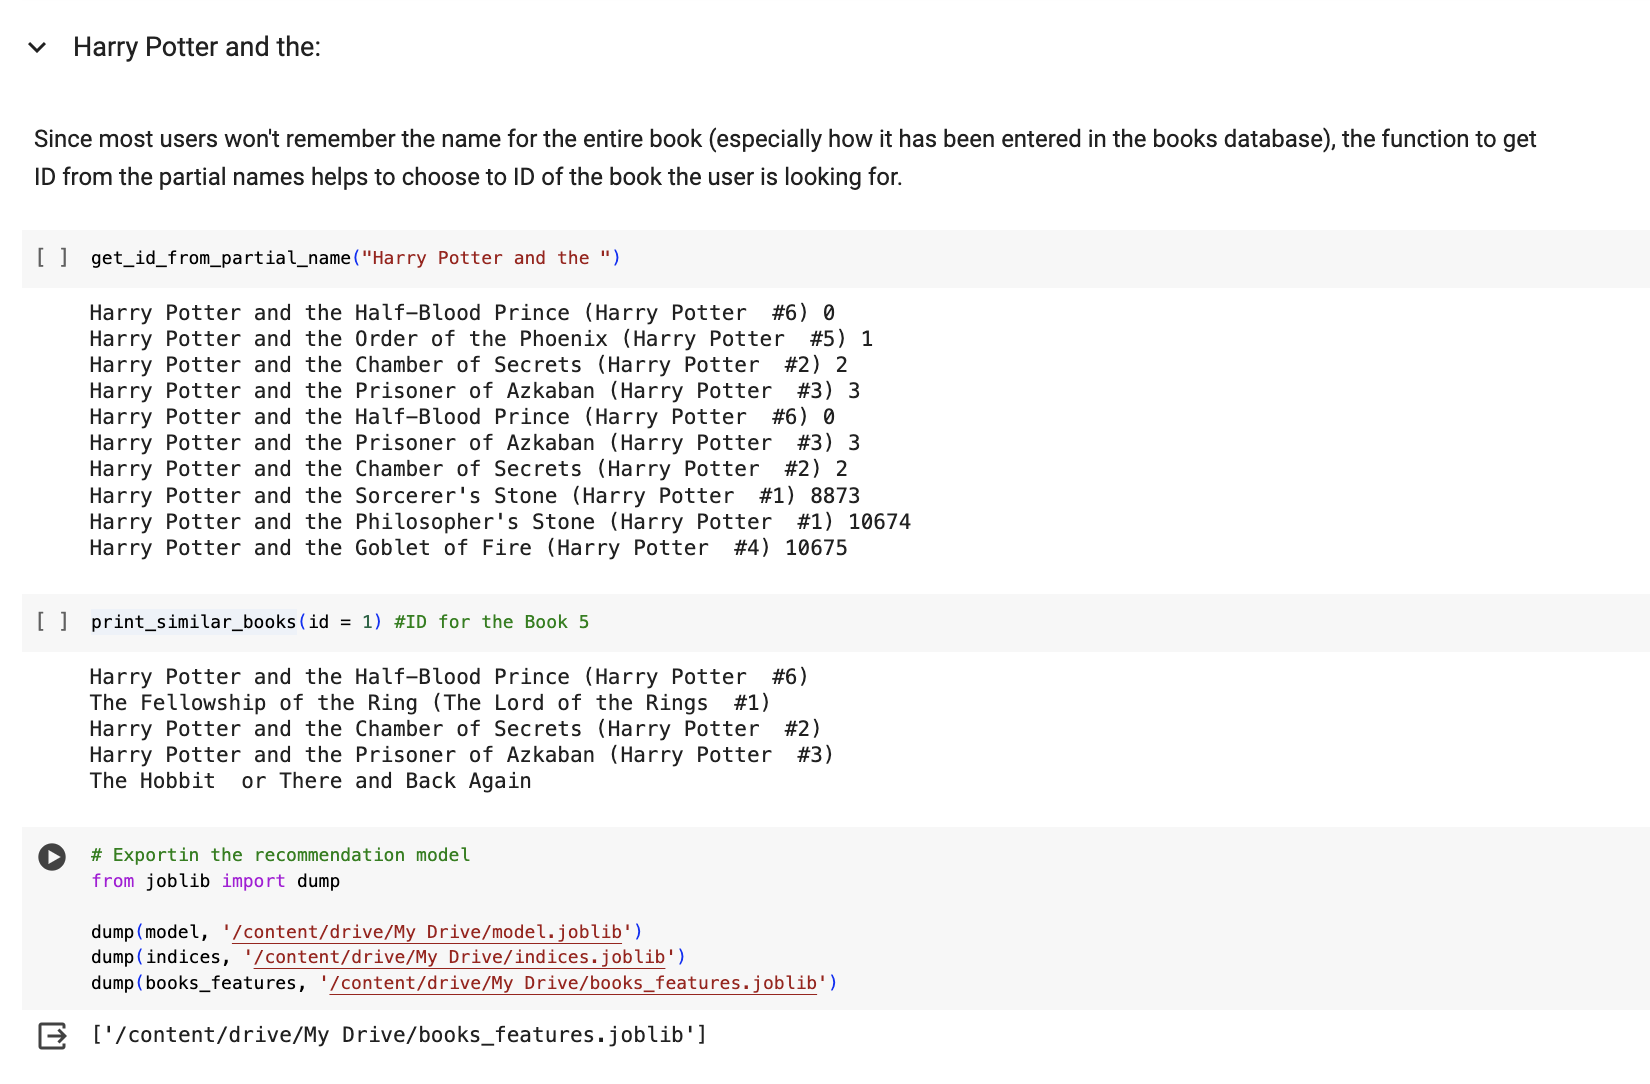 Harry Potter and the:
Since most users won't remember the name for the entire book (especially how it has been entered in the books database), the function to get
ID from the partial names helps to choose to ID of the book the user is looking for.
[ ] get_id_from_partial_name("Harry Potter and the ")
Harry Potter and the Half-Blood Prince (Harry Potter  #6) 0
Harry Potter and the Order of the Phoenix (Harry Potter  #5) 1
Harry Potter and the Chamber of Secrets (Harry Potter  #2) 2
Harry Potter and the Prisoner of Azkaban (Harry Potter  #3) 3
Harry Potter and the Half-Blood Prince (Harry Potter  #6) 0
Harry Potter and the Prisoner of Azkaban (Harry Potter  #3) 3
Harry Potter and the Chamber of Secrets (Harry Potter  #2) 2
Harry Potter and the Sorcerer's Stone (Harry Potter  #1) 8873
Harry Potter and the Philosopher's Stone (Harry Potter  #1) 10674
Harry Potter and the Goblet of Fire (Harry Potter  #4) 10675
[ ] print_similar_books(id = 1) #ID for the Book 5
Harry Potter and the Half-Blood Prince (Harry Potter  #6)
The Fellowship of the Ring (The Lord of the Rings  #1)
Harry Potter and the Chamber of Secrets (Harry Potter  #2)
Harry Potter and the Prisoner of Azkaban (Harry Potter  #3)
The Hobbit  or There and Back Again
# Exportin the recommendation model
from joblib import dump
dump(model, '/content/drive/My Drive/model.joblib')
dump(indices, '/content/drive/My Drive/indices.joblib')
dump(books_features, '/content/drive/My Drive/books_features.joblib')
['/content/drive/My Drive/books_features.joblib']